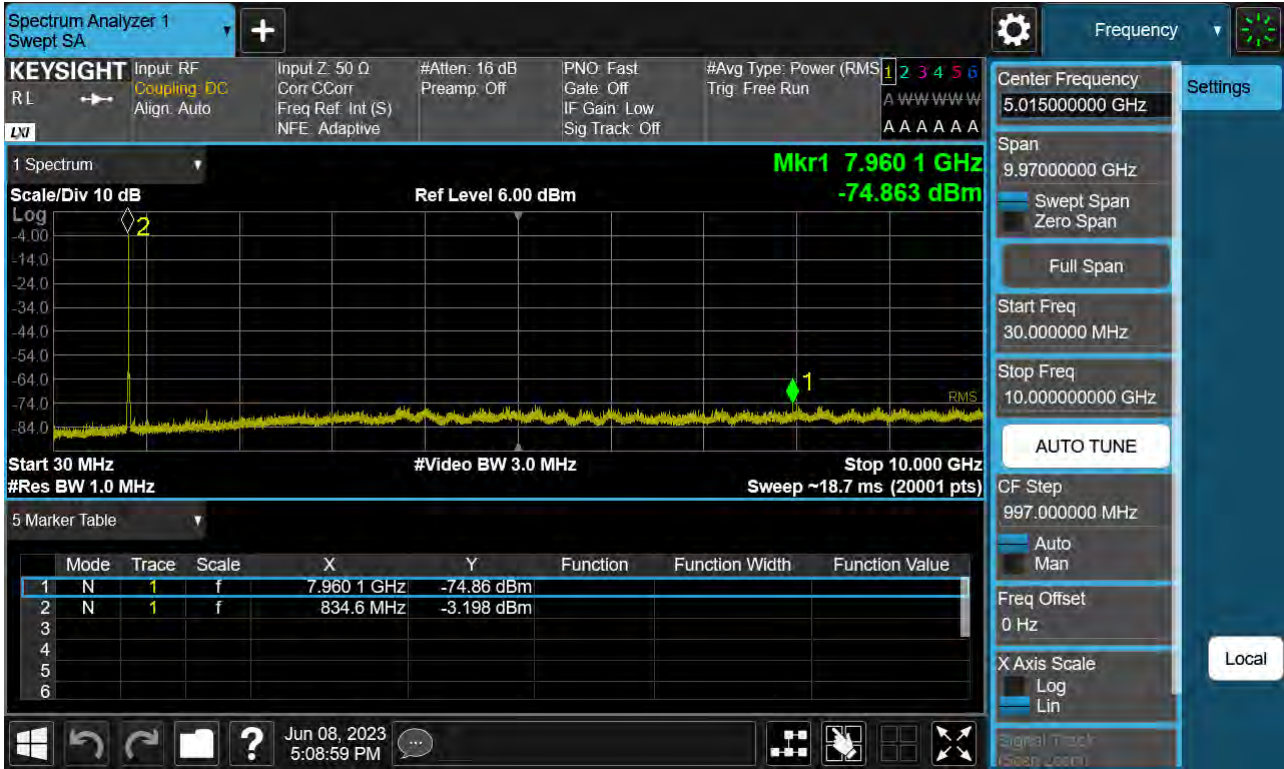 Spectrum Analyzer 1
Swept SA
+
Frequency
KEYSIGHT
RL
LXI
Input: RF
Coupling: DC
Align: Auto
Input Z: 50 Ω
Corr CCorr
Freq Ref: Int (S)
NFE: Adaptive
#Atten: 16 dB
Preamp: Off
PNO: Fast
Gate: Off
IF Gain: Low
Sig Track: Off
#Avg Type: Power (RMS
Trig: Free Run
1 2 3 4 5 6
A W W W W W
A A A A A A
1 Spectrum
Mkr1 7.960 1 GHz
Scale/Div 10 dB
Ref Level 6.00 dBm
-74.863 dBm
Log
-4.00
-14.0
-24.0
-34.0
-44.0
-54.0
-64.0
-74.0
-84.0
2
1
RMS
Start 30 MHz
#Video BW 3.0 MHz
Stop 10.000 GHz
#Res BW 1.0 MHz
Sweep ~18.7 ms (20001 pts)
5 Marker Table
Mode Trace Scale X Y Function Function Width Function Value
1 N 1 f 7.960 1 GHz -74.86 dBm
2 N 1 f 834.6 MHz -3.198 dBm
3
4
5
6
Center Frequency
5.015000000 GHz
Span
9.97000000 GHz
Swept Span
Zero Span
Full Span
Start Freq
30.000000 MHz
Stop Freq
10.000000000 GHz
AUTO TUNE
CF Step
997.000000 MHz
Auto
Man
Freq Offset
0 Hz
X Axis Scale
Log
Lin
Signal Track
(Span Zoom)
Settings
Local
?
Jun 08, 2023
5:08:59 PM